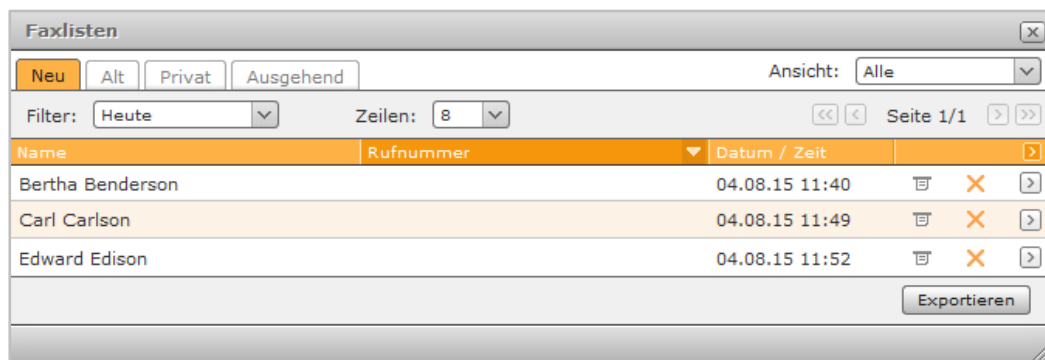 Faxlisten
Neu Alt Privat Ausgehend Ansicht: Alle
Filter: Heute Zeilen: 8 Seite 1/1
Name Rufnummer Datum / Zeit
Bertha Benderson 04.08.15 11:40
Carl Carlson 04.08.15 11:49
Edward Edison 04.08.15 11:52
Exportieren